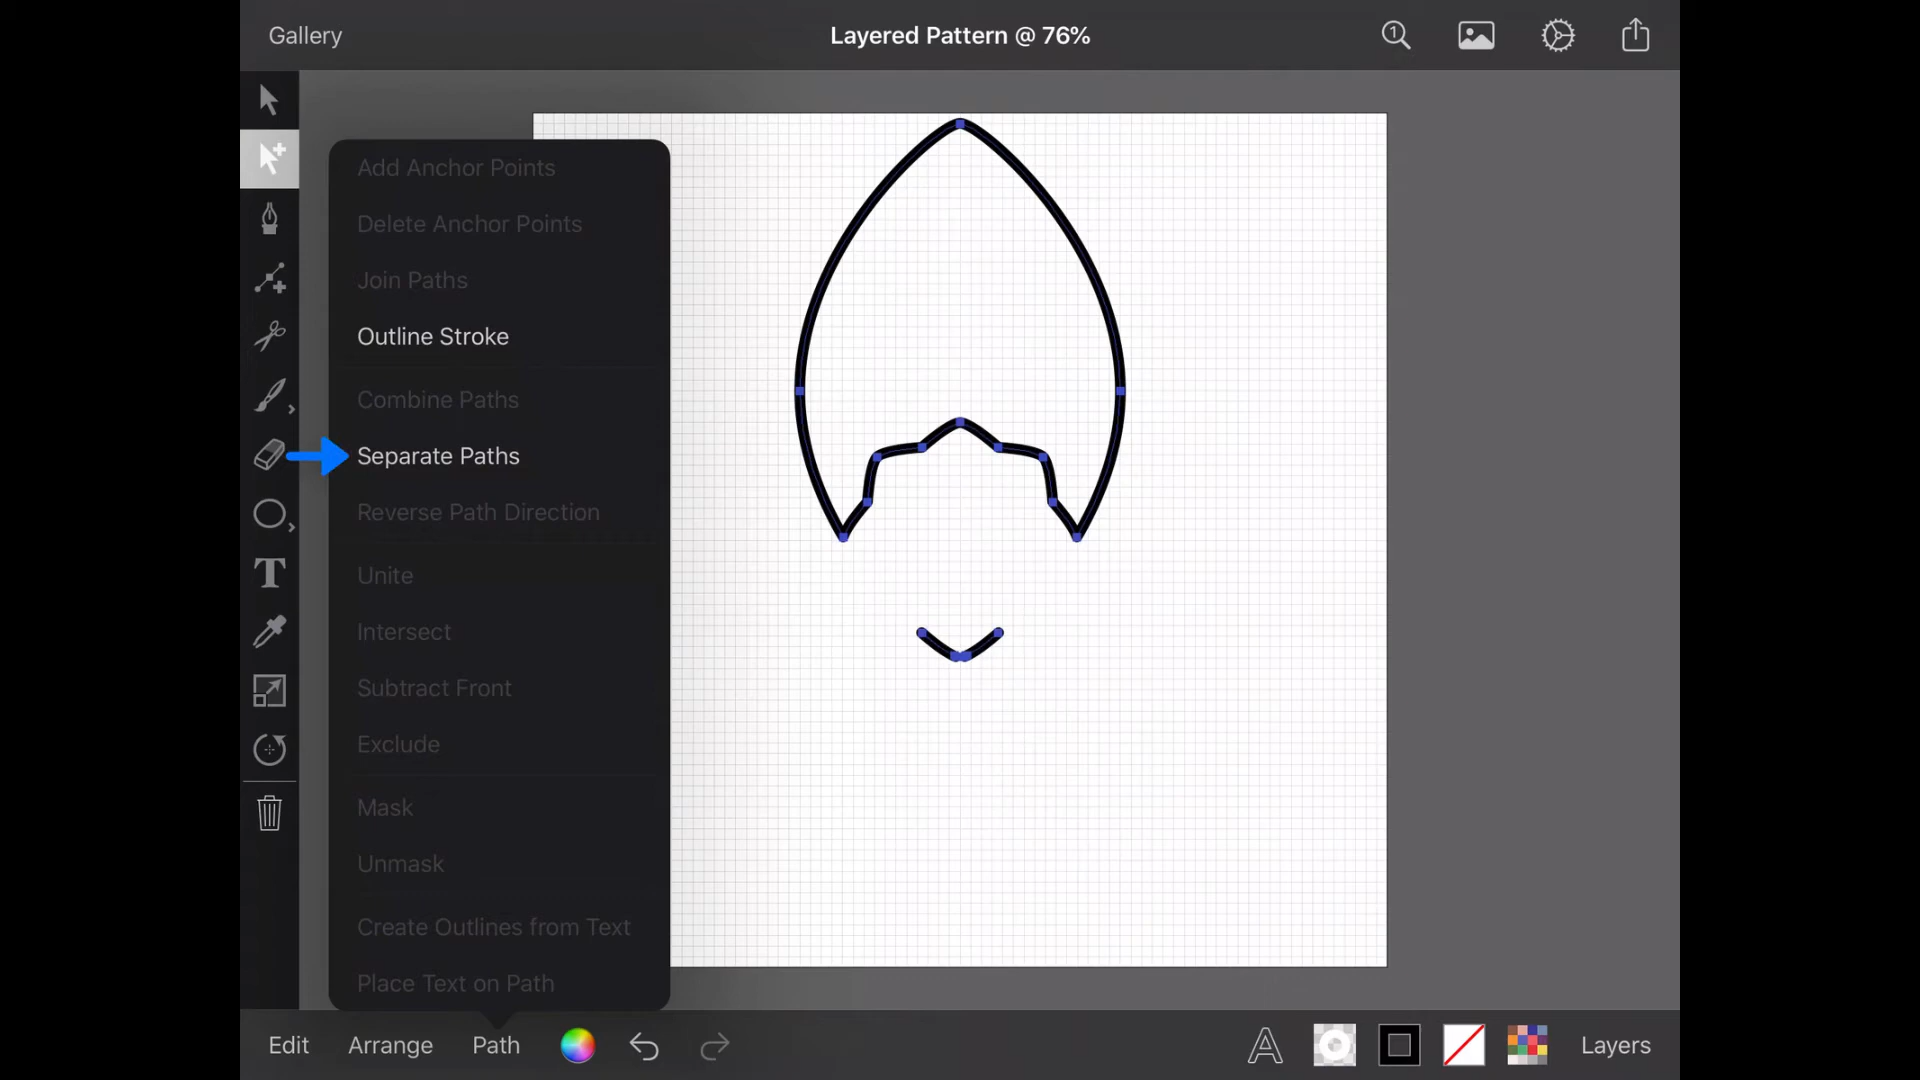 Gallery
Layered Pattern @ 76%
1
Add Anchor Points
Delete Anchor Points
Join Paths
Outline Stroke
Combine Paths
Separate Paths
Reverse Path Direction
Unite
Intersect
Subtract Front
Exclude
Mask
Unmask
Create Outlines from Text
Place Text on Path
Edit
Arrange
Path
Layers